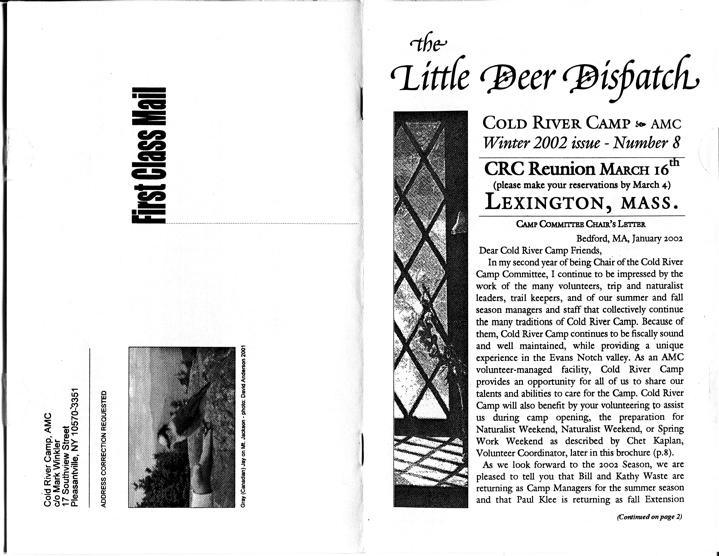 First Class Mail
Cold River Camp, AMC
c/o Mark Winkler
17 Southview Street
Pleasantville, NY 10570-3351
ADDRESS CORRECTION REQUESTED
Gray (Canadian) Jay on Mt. Jackson - photo: David Anderson 2001
the
Little Deer Dispatch
COLD RIVER CAMP AMC
Winter 2002 issue - Number 8
CRC Reunion MARCH 16th
(please make your reservations by March 4)
LEXINGTON, MASS.
CAMP COMMITTEE CHAIR'S LETTER
Bedford, MA, January 2002
Dear Cold River Camp Friends,
In my second year of being Chair of the Cold River
Camp Committee, I continue to be impressed by the
work of the many volunteers, trip and naturalist
leaders, trail keepers, and of our summer and fall
season managers and staff that collectively continue
the many traditions of Cold River Camp. Because of
them, Cold River Camp continues to be fiscally sound
and well maintained, while providing a unique
experience in the Evans Notch valley. As an AMC
volunteer-managed facility, Cold River Camp
provides an opportunity for all of us to share our
talents and abilities to care for the Camp. Cold River
Camp will also benefit by your volunteering to assist
us during camp opening, the preparation for
Naturalist Weekend, Naturalist Weekend, or Spring
Work Weekend as described by Chet Kaplan,
Volunteer Coordinator, later in this brochure (p.8).
As we look forward to the 2002 Season, we are
pleased to tell you that Bill and Kathy Waste are
returning as Camp Managers for the summer season
and that Paul Klee is returning as fall Extension
(Continued on page 2)